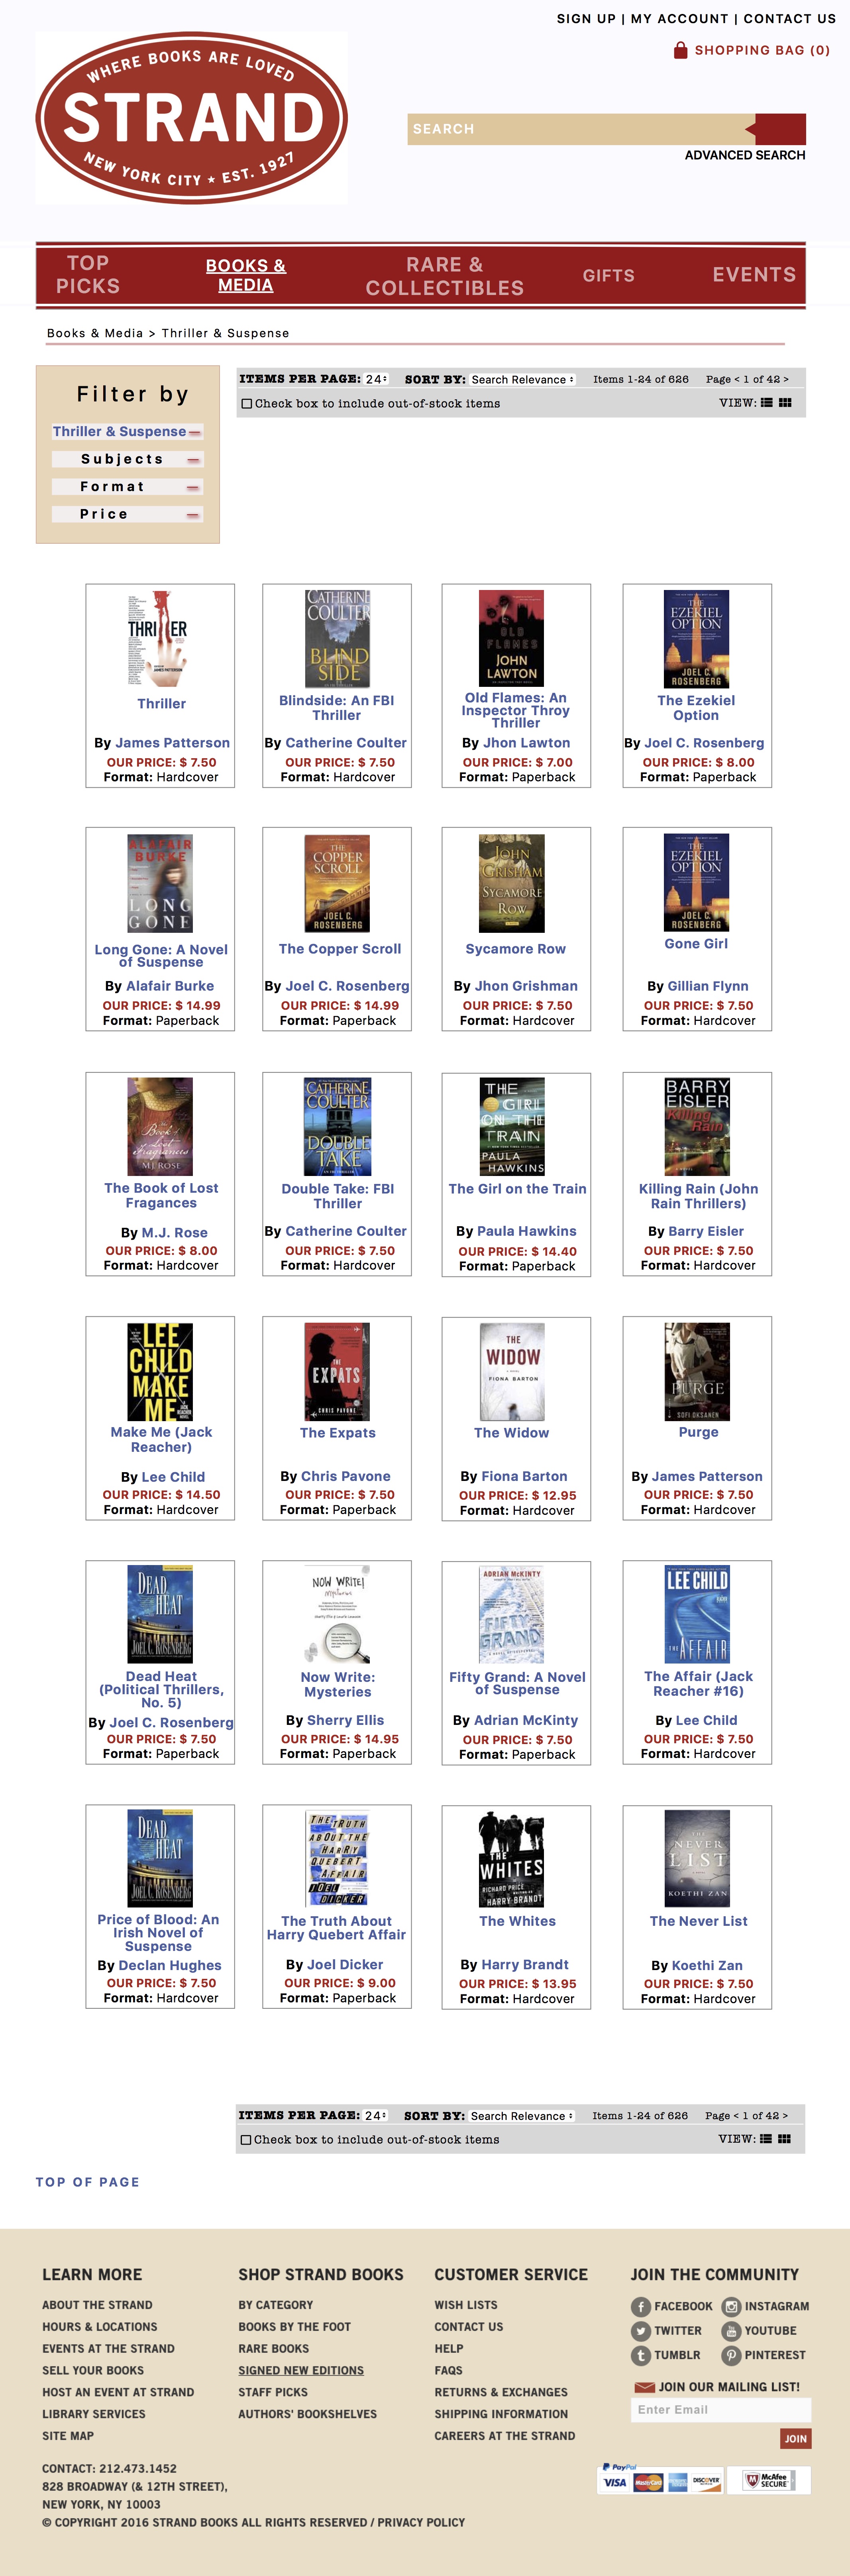 SIGN UP | MY ACCOUNT | CONTACT US
SHOPPING BAG (0)
WHERE BOOKS ARE LOVED
STRAND
NEW YORK CITY ★ EST. 1927
SEARCH
ADVANCED SEARCH
TOP PICKS
BOOKS & MEDIA
RARE & COLLECTIBLES
GIFTS
EVENTS
Books & Media > Thriller & Suspense
Filter by
Thriller & Suspense
Subjects
Format
Price
ITEMS PER PAGE: 24 SORT BY: Search Relevance Items 1-24 of 626 Page < 1 of 42 >
Check box to include out-of-stock items VIEW:
THRILLER
JAMES PATTERSON
Thriller
By James Patterson
OUR PRICE: $ 7.50
Format: Hardcover
CATHERINE COULTER
BLIND SIDE
Blindside: An FBI Thriller
By Catherine Coulter
OUR PRICE: $ 7.50
Format: Hardcover
OLD FLAMES
JOHN LAWTON
Old Flames: An Inspector Throy Thriller
By Jhon Lawton
OUR PRICE: $ 7.00
Format: Paperback
THE EZEKIEL OPTION
JOEL C. ROSENBERG
The Ezekiel Option
By Joel C. Rosenberg
OUR PRICE: $ 8.00
Format: Paperback
ALAFAIR BURKE
LONG GONE
Long Gone: A Novel of Suspense
By Alafair Burke
OUR PRICE: $ 14.99
Format: Paperback
THE COPPER SCROLL
JOEL C. ROSENBERG
The Copper Scroll
By Joel C. Rosenberg
OUR PRICE: $ 14.99
Format: Paperback
JOHN GRISHAM
SYCAMORE ROW
Sycamore Row
By Jhon Grishman
OUR PRICE: $ 7.50
Format: Hardcover
THE EZEKIEL OPTION
JOEL C. ROSENBERG
Gone Girl
By Gillian Flynn
OUR PRICE: $ 7.50
Format: Hardcover
The Book of Lost Fragrances
M.J. ROSE
The Book of Lost Fragances
By M.J. Rose
OUR PRICE: $ 8.00
Format: Hardcover
CATHERINE COULTER
DOUBLE TAKE
Double Take: FBI Thriller
By Catherine Coulter
OUR PRICE: $ 7.50
Format: Hardcover
THE GIRL ON THE TRAIN
PAULA HAWKINS
The Girl on the Train
By Paula Hawkins
OUR PRICE: $ 14.40
Format: Paperback
BARRY EISLER
Killing Rain
Killing Rain (John Rain Thrillers)
By Barry Eisler
OUR PRICE: $ 7.50
Format: Hardcover
LEE CHILD
MAKE ME
Make Me (Jack Reacher)
By Lee Child
OUR PRICE: $ 14.50
Format: Hardcover
THE EXPATS
CHRIS PAVONE
The Expats
By Chris Pavone
OUR PRICE: $ 7.50
Format: Paperback
THE WIDOW
FIONA BARTON
The Widow
By Fiona Barton
OUR PRICE: $ 12.95
Format: Hardcover
PURGE
SOFI OKSANEN
Purge
By James Patterson
OUR PRICE: $ 7.50
Format: Hardcover
DEAD HEAT
JOEL C. ROSENBERG
Dead Heat (Political Thrillers, No. 5)
By Joel C. Rosenberg
OUR PRICE: $ 7.50
Format: Paperback
NOW WRITE!
mysteries
Now Write: Mysteries
By Sherry Ellis
OUR PRICE: $ 14.95
Format: Paperback
ADRIAN McKINTY
FIFTY GRAND
Fifty Grand: A Novel of Suspense
By Adrian McKinty
OUR PRICE: $ 7.50
Format: Paperback
LEE CHILD
THE AFFAIR
The Affair (Jack Reacher #16)
By Lee Child
OUR PRICE: $ 7.50
Format: Hardcover
DEAD HEAT
JOEL C. ROSENBERG
Price of Blood: An Irish Novel of Suspense
By Declan Hughes
OUR PRICE: $ 7.50
Format: Hardcover
THE TRUTH ABOUT THE HARRY QUEBERT AFFAIR
JOEL DICKER
The Truth About Harry Quebert Affair
By Joel Dicker
OUR PRICE: $ 9.00
Format: Paperback
THE WHITES
RICHARD PRICE
HARRY BRANDT
The Whites
By Harry Brandt
OUR PRICE: $ 13.95
Format: Hardcover
THE NEVER LIST
KOETHI ZAN
The Never List
By Koethi Zan
OUR PRICE: $ 7.50
Format: Hardcover
ITEMS PER PAGE: 24 SORT BY: Search Relevance Items 1-24 of 626 Page < 1 of 42 >
Check box to include out-of-stock items VIEW:
TOP OF PAGE
LEARN MORE
ABOUT THE STRAND
HOURS & LOCATIONS
EVENTS AT THE STRAND
SELL YOUR BOOKS
HOST AN EVENT AT STRAND
LIBRARY SERVICES
SITE MAP
SHOP STRAND BOOKS
BY CATEGORY
BOOKS BY THE FOOT
RARE BOOKS
SIGNED NEW EDITIONS
STAFF PICKS
AUTHORS' BOOKSHELVES
CUSTOMER SERVICE
WISH LISTS
CONTACT US
HELP
FAQS
RETURNS & EXCHANGES
SHIPPING INFORMATION
CAREERS AT THE STRAND
JOIN THE COMMUNITY
FACEBOOK INSTAGRAM
TWITTER YOUTUBE
TUMBLR PINTEREST
JOIN OUR MAILING LIST!
Enter Email
JOIN
PayPal
VISA MasterCard DISCOVER
McAfee SECURE
CONTACT: 212.473.1452
828 BROADWAY (& 12TH STREET),
NEW YORK, NY 10003
© COPYRIGHT 2016 STRAND BOOKS ALL RIGHTS RESERVED / PRIVACY POLICY